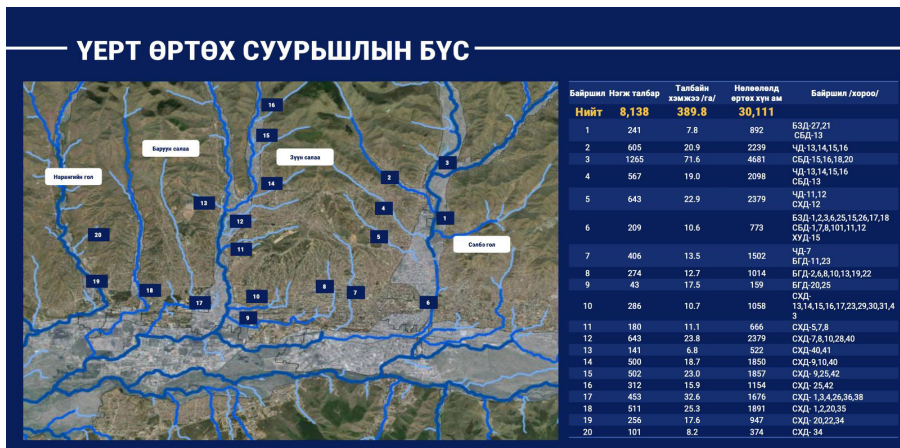 ҮЕРТ ӨРТӨХ СУУРЬШЛЫН БҮС
16
15
Баруун салаа
Зүүн салаа
3
Нарангийн гол
14
2
13
4
12
1
20
5
11
Сэлбэ гол
19
18
17
10
8
7
6
9
Байршил Нэгж талбар Талбайн хэмжээ /га/ Нөлөөлөлд өртөх хүн ам Байршил /хороо/
Нийт 8,138 389.8 30,111
1 241 7.8 892 БЗД-27,21
СБД-13
2 605 20.9 2239 ЧД-13,14,15,16
3 1265 71.6 4681 СБД-15,16,18,20
4 567 19.0 2098 ЧД-13,14,15,16
СБД-13
5 643 22.9 2379 ЧД-11,12
СХД-12
6 209 10.6 773 БЗД-1,2,3,6,25,15,26,17,18
СБД-1,7,8,101,11,12
ХУД-15
7 406 13.5 1502 ЧД-7
БГД-11,23
8 274 12.7 1014 БГД-2,6,8,10,13,19,22
9 43 17.5 159 БГД-20,25
10 286 10.7 1058 СХД-
13,14,15,16,17,23,29,30,31,4
3
11 180 11.1 666 СХД-5,7,8
12 643 23.8 2379 СХД-7,8,10,28,40
13 141 6.8 522 СХД-40,41
14 500 18.7 1850 СХД-9,10,40
15 502 23.0 1857 СХД- 9,25,42
16 312 15.9 1154 СХД- 25,42
17 453 32.6 1676 СХД- 1,3,4,26,36,38
18 511 25.3 1891 СХД- 1,2,20,35
19 256 17.6 947 СХД- 20,22,34
20 101 8.2 374 СХД- 34